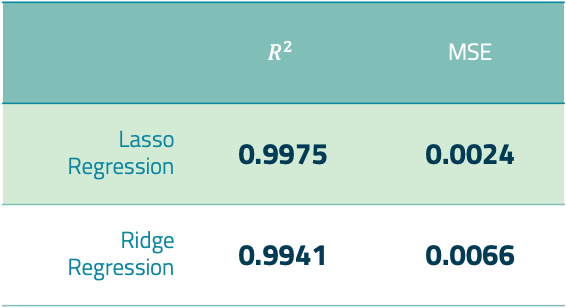 R² MSE
Lasso
Regression 0.9975 0.0024
Ridge
Regression 0.9941 0.0066